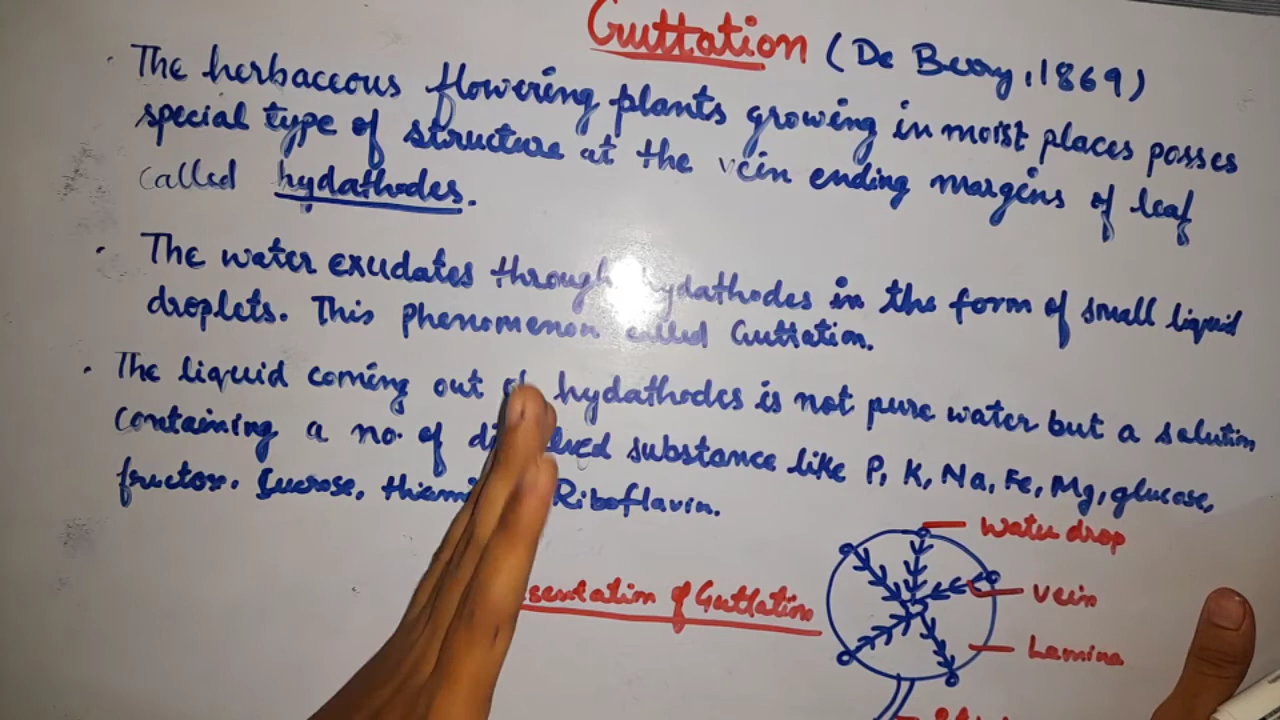 Guttation (De Beory, 1869)
• The herbaceous flowering plants growing in moist places posses
special type of structure at the vein ending margins of leaf
called hydathodes.
• The water exudates through hydathodes in the form of small liquid
droplets. This phenomenon called Guttation.
• The liquid coming out of hydathodes is not pure water but a solution
containing a no. of substance like P, K, Na, Fe, Mg, glucose,
fructose, Sucrose, Riboflavin.
Water drop
Vein
esentation of Guttation
Lamina